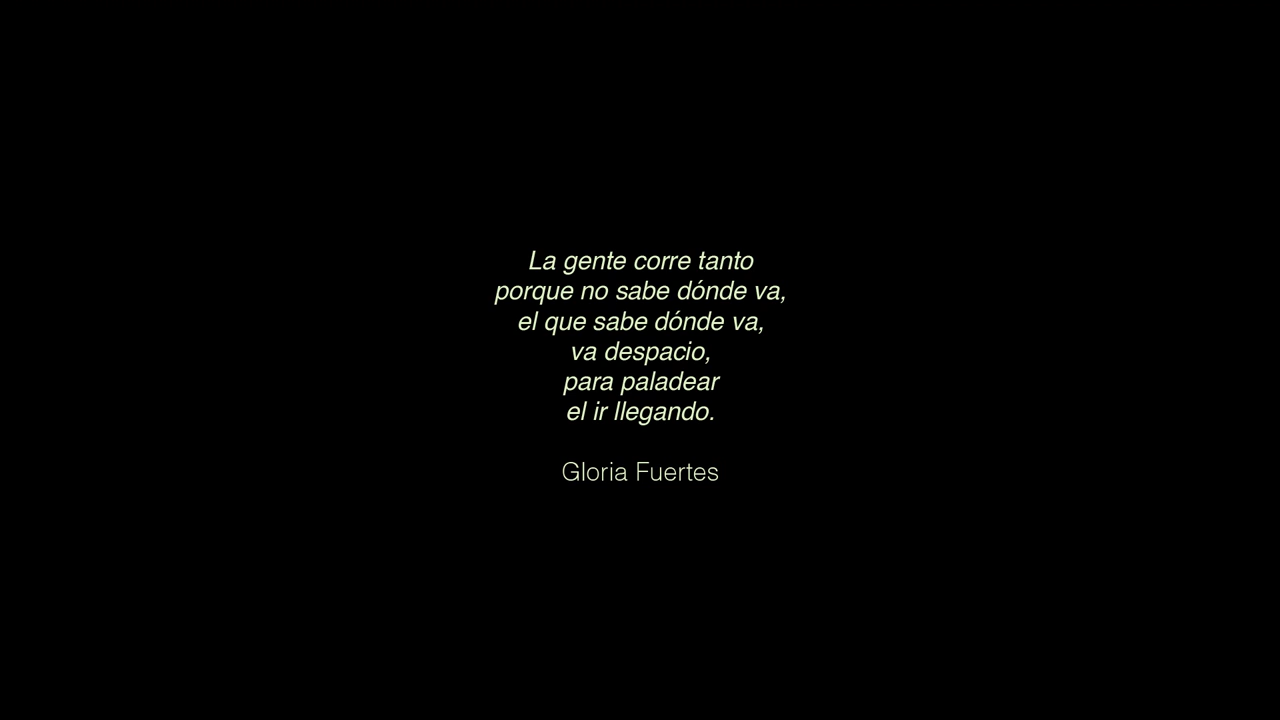 La gente corre tanto
porque no sabe dónde va,
el que sabe dónde va,
va despacio,
para paladear
el ir llegando.
Gloria Fuertes